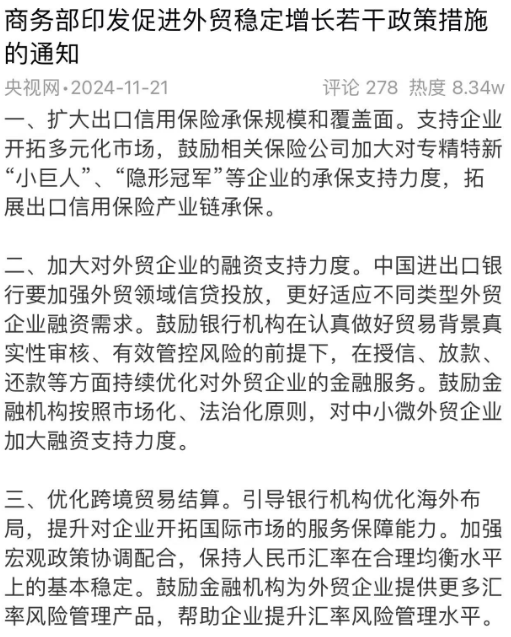 商务部印发促进外贸稳定增长若干政策措施
的通知
央视网•2024-11-21 评论 278 热度 8.34w
一、扩大出口信用保险承保规模和覆盖面。支持企业
开拓多元化市场，鼓励相关保险公司加大对专精特新
“小巨人”、“隐形冠军”等企业的承保支持力度，拓
展出口信用保险产业链承保。
二、加大对外贸企业的融资支持力度。中国进出口银
行要加强外贸领域信贷投放，更好适应不同类型外贸
企业融资需求。鼓励银行机构在认真做好贸易背景真
实性审核、有效管控风险的前提下，在授信、放款、
还款等方面持续优化对外贸企业的金融服务。鼓励金
融机构按照市场化、法治化原则，对中小微外贸企业
加大融资支持力度。
三、优化跨境贸易结算。引导银行机构优化海外布
局，提升对企业开拓国际市场的服务保障能力。加强
宏观政策协调配合，保持人民币汇率在合理均衡水平
上的基本稳定。鼓励金融机构为外贸企业提供更多汇
率风险管理产品，帮助企业提升汇率风险管理水平。